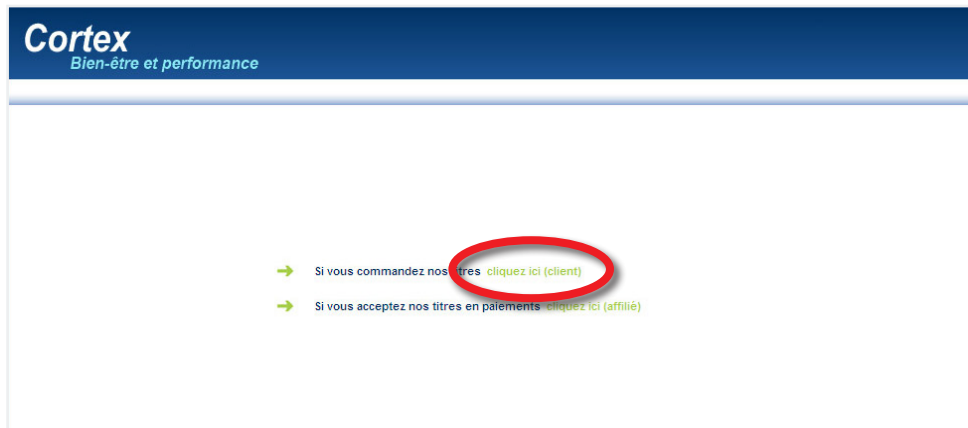 Cortex
Bien-être et performance
Si vous commandez nos titres cliquez ici (client)
Si vous acceptez nos titres en paiements cliquez ici (affilié)